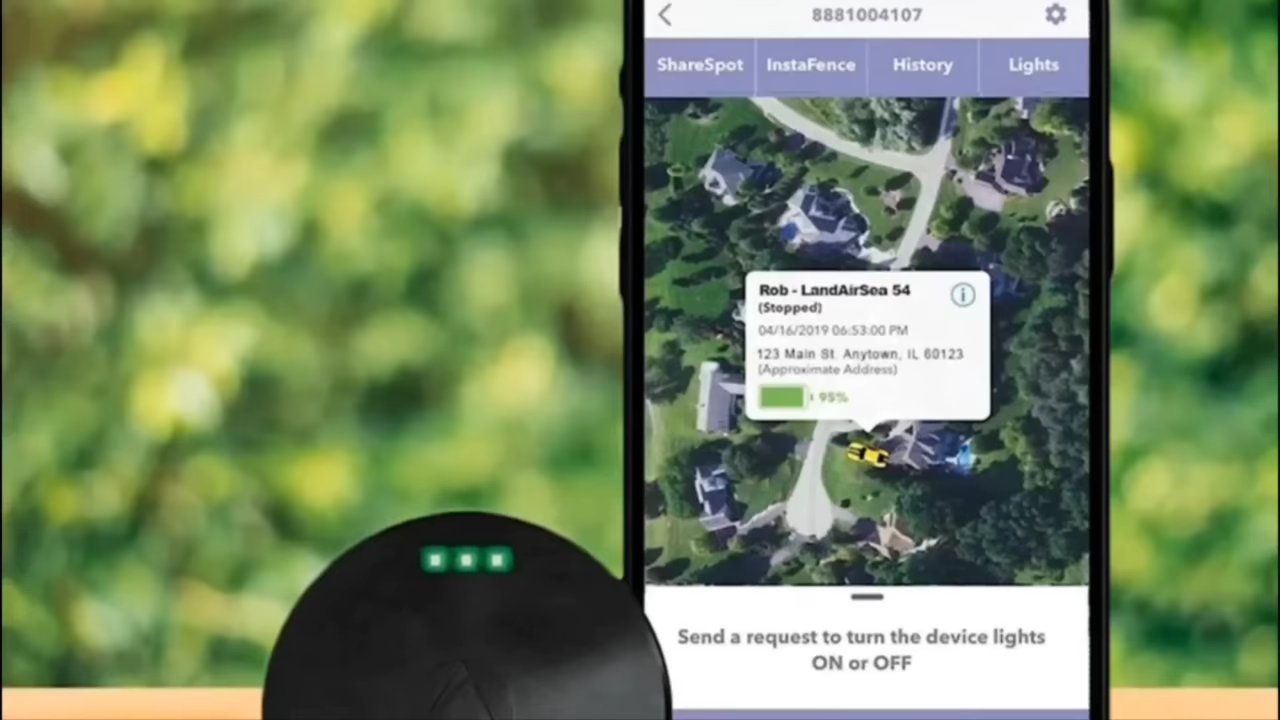 8881004107
ShareSpot InstaFence History Lights
Rob - LandAirSea 54
(Stopped)
04/16/2019 06:53:00 PM
123 Main St. Anytown, IL 60123
(Approximate Address)
95%
Send a request to turn the device lights
ON or OFF